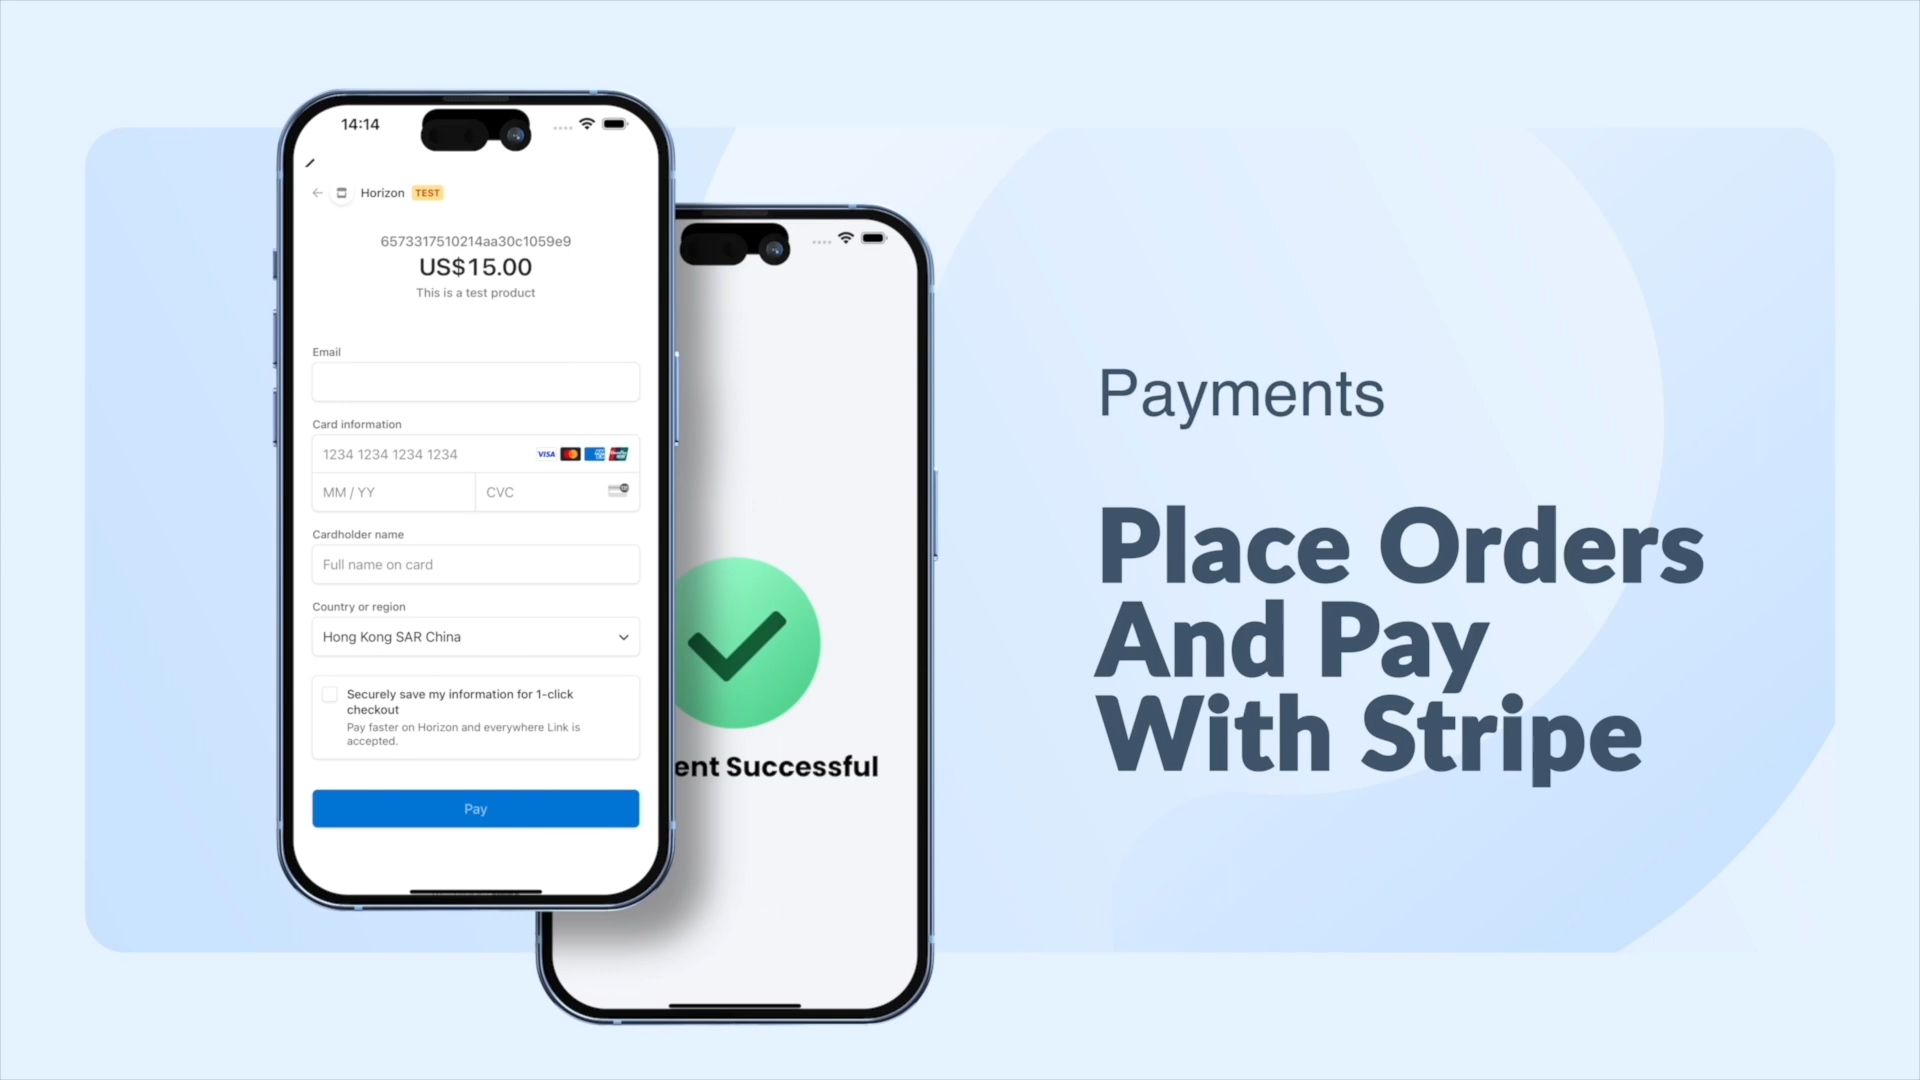 14:14
Horizon TEST
6573317510214aa30c1059e9
US$15.00
This is a test product
Email
Card information
1234 1234 1234 1234 VISA
MM / YY CVC
Cardholder name
Full name on card
Country or region
Hong Kong SAR China
Securely save my information for 1-click
checkout
Pay faster on Horizon and everywhere Link is
accepted.
Pay
ent Successful
Payments
Place Orders
And Pay
With Stripe